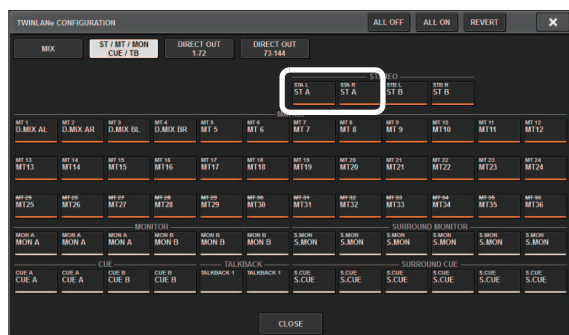 TWINLANe CONFIGURATION
ALL OFF
ALL ON
REVERT
MIX
ST / MT / MON
CUE / TB
DIRECT OUT
1-72
DIRECT OUT
73-144
STEREO
STA L STA R STB L STB R
ST A ST A ST B ST B
MT 1 MT 2 MT 3 MT 4 MT 5 MT 6 MT 7 MT 8 MT 9 MT 10 MT 11 MT 12
D.MIX AL D.MIX AR D.MIX BL D.MIX BR MT 5 MT 6 MT 7 MT 8 MT 9 MT10 MT11 MT12
MT 13 MT 14 MT 15 MT 16 MT 17 MT 18 MT 19 MT 20 MT 21 MT 22 MT 23 MT 24
MT13 MT14 MT15 MT16 MT17 MT18 MT19 MT20 MT21 MT22 MT23 MT24
MT 25 MT 26 MT 27 MT 28 MT 29 MT 30 MT 31 MT 32 MT 33 MT 34 MT 35 MT 36
MT25 MT26 MT27 MT28 MT29 MT30 MT31 MT32 MT33 MT34 MT35 MT36
MONITOR SURROUND MONITOR
MON A MON A MON A MON B MON B MON B S.MON S.MON S.MON S.MON S.MON S.MON
MON A MON A MON A MON B MON B MON B S.MON S.MON S.MON S.MON S.MON S.MON
CUE TALKBACK SURROUND CUE
CUE A CUE A CUE B CUE B TALKBACK 1 TALKBACK 1 S.CUE S.CUE S.CUE S.CUE S.CUE S.CUE
CUE A CUE A CUE B CUE B S.CUE S.CUE S.CUE S.CUE S.CUE S.CUE
CLOSE